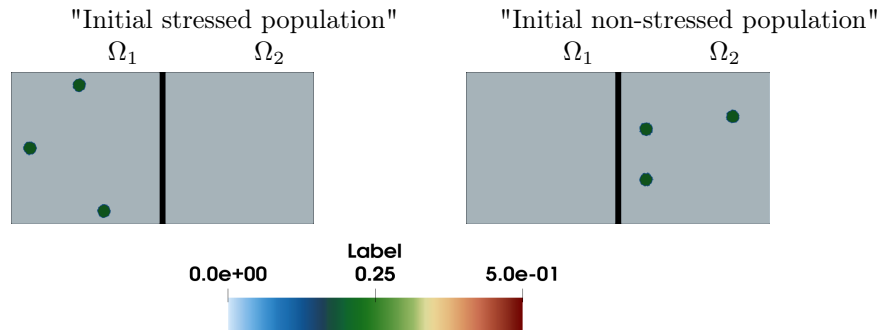 "Initial stressed population"
Ω1 Ω2
"Initial non-stressed population"
Ω1 Ω2
Label
0.0e+00 0.25 5.0e-01